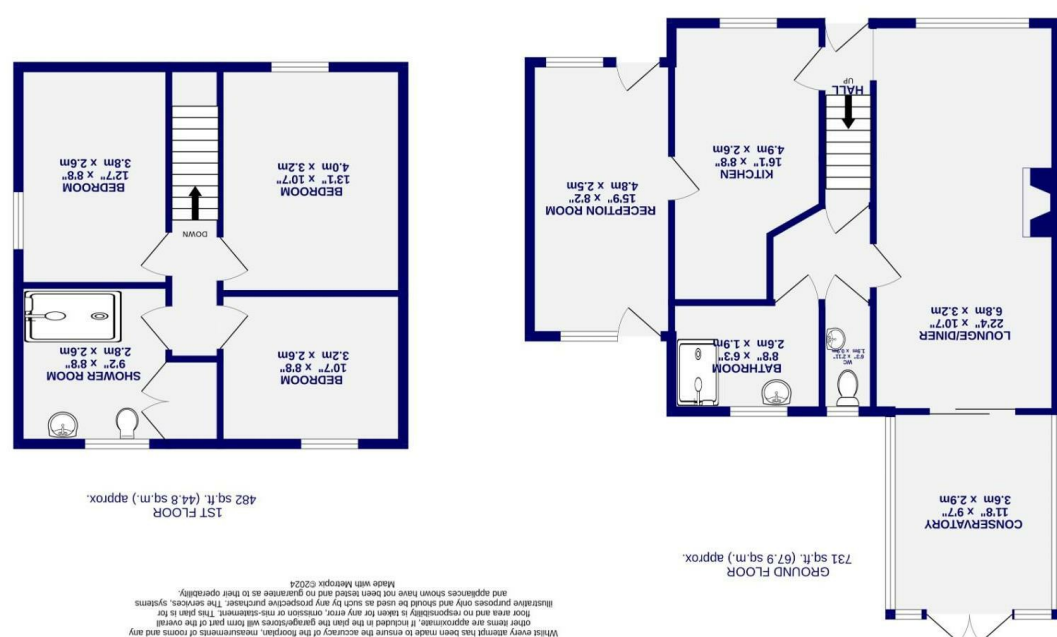 Whilst every attempt has been made to ensure the accuracy of the floorplan, measurements of rooms and any
other items are approximate. If included in the plan the garage/stores will form part of the overall
floor area and no responsibility is taken for any error, omission or mis-statement. This plan is for
illustrative purposes only and should be used as such by any prospective purchaser. The services, systems
and appliances shown have not been tested and no guarantee as to their operability.
Made with Metropix ©2024
GROUND FLOOR
731 sq.ft. (67.9 sq.m.) approx.
CONSERVATORY
11'8" x 9'7"
3.6m x 2.9m
LOUNGE/DINER
22'4" x 10'7"
6.8m x 3.2m
WC
6'3" x 2'11"
BATHROOM
8'8" x 6'3"
2.6m x 1.9m
RECEPTION ROOM
15'9" x 8'2"
4.8m x 2.5m
KITCHEN
16'1" x 8'8"
4.9m x 2.6m
HALL
UP
1ST FLOOR
482 sq.ft. (44.8 sq.m.) approx.
BEDROOM
10'7" x 8'8"
3.2m x 2.6m
SHOWER ROOM
9'2" x 8'8"
2.8m x 2.6m
DOWN
BEDROOM
13'1" x 10'7"
4.0m x 3.2m
BEDROOM
12'7" x 8'8"
3.8m x 2.6m